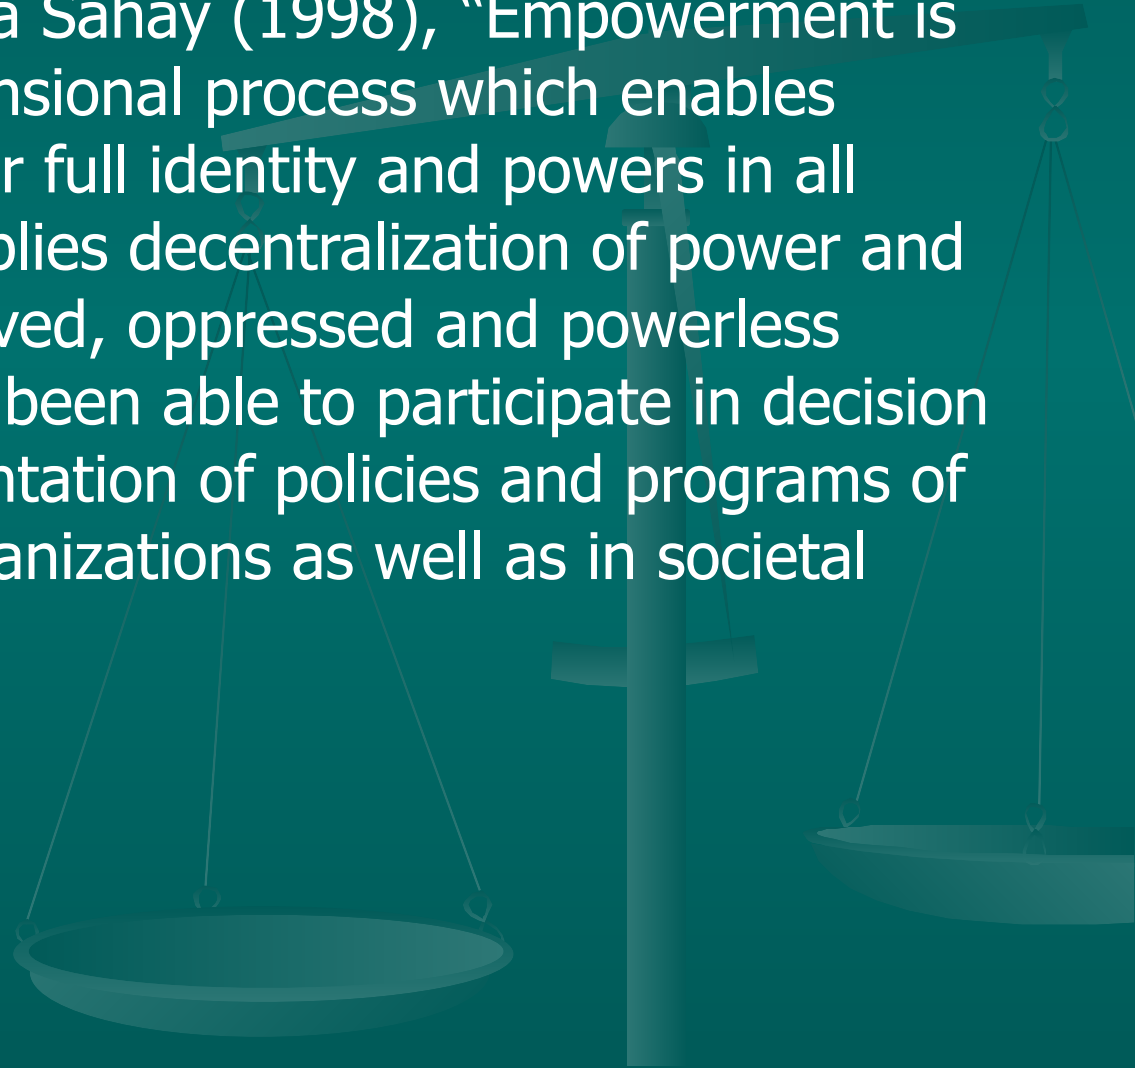 a Sahay (1998), “Empowerment is
nsional process which enables
r full identity and powers in all
plies decentralization of power and
ved, oppressed and powerless
been able to participate in decision
ntation of policies and programs of
anizations as well as in societal